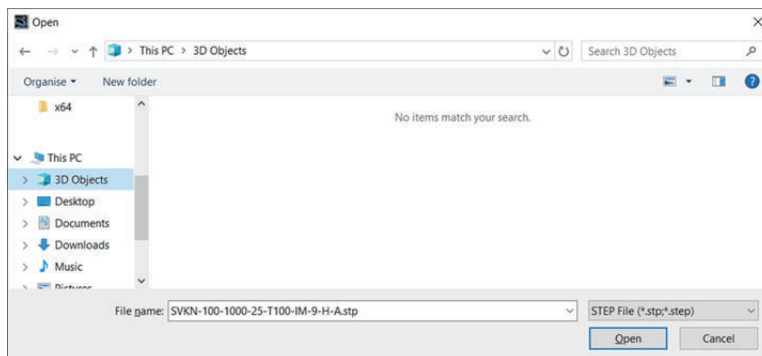 Open
This PC > 3D Objects
Search 3D Objects
Organise
New folder
x64
No items match your search.
This PC
3D Objects
Desktop
Documents
Downloads
Music
Pictures
File name: SVKN-100-1000-25-T100-IM-9-H-A.stp
STEP File (*.stp;*.step)
Open
Cancel